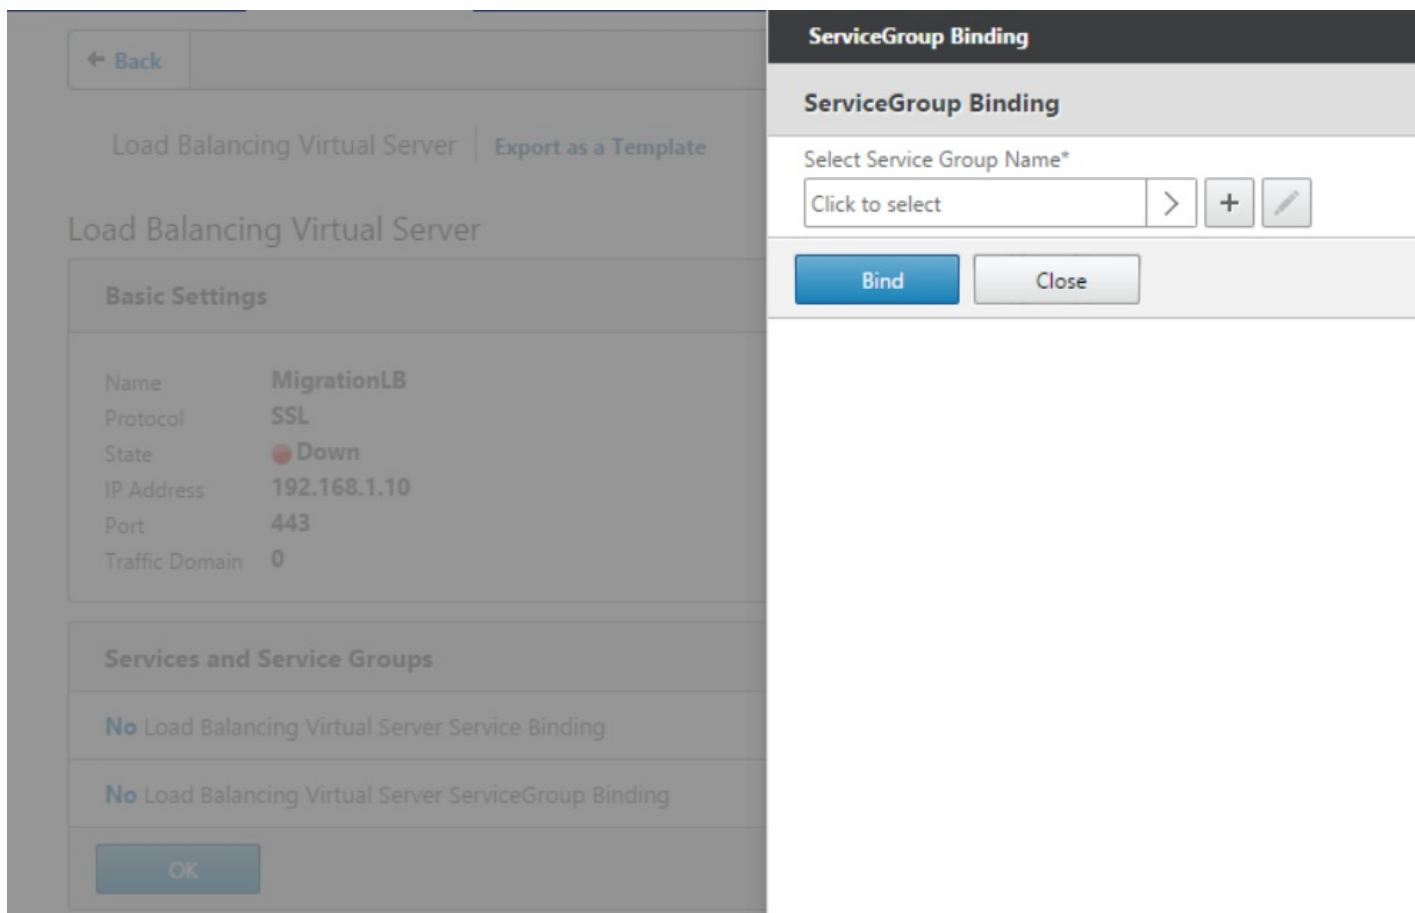 Back
Load Balancing Virtual Server | Export as a Template
Load Balancing Virtual Server
Basic Settings
Name MigrationLB
Protocol SSL
State Down
IP Address 192.168.1.10
Port 443
Traffic Domain 0
Services and Service Groups
No Load Balancing Virtual Server Service Binding
No Load Balancing Virtual Server ServiceGroup Binding
OK
ServiceGroup Binding
ServiceGroup Binding
Select Service Group Name*
Click to select
Bind Close